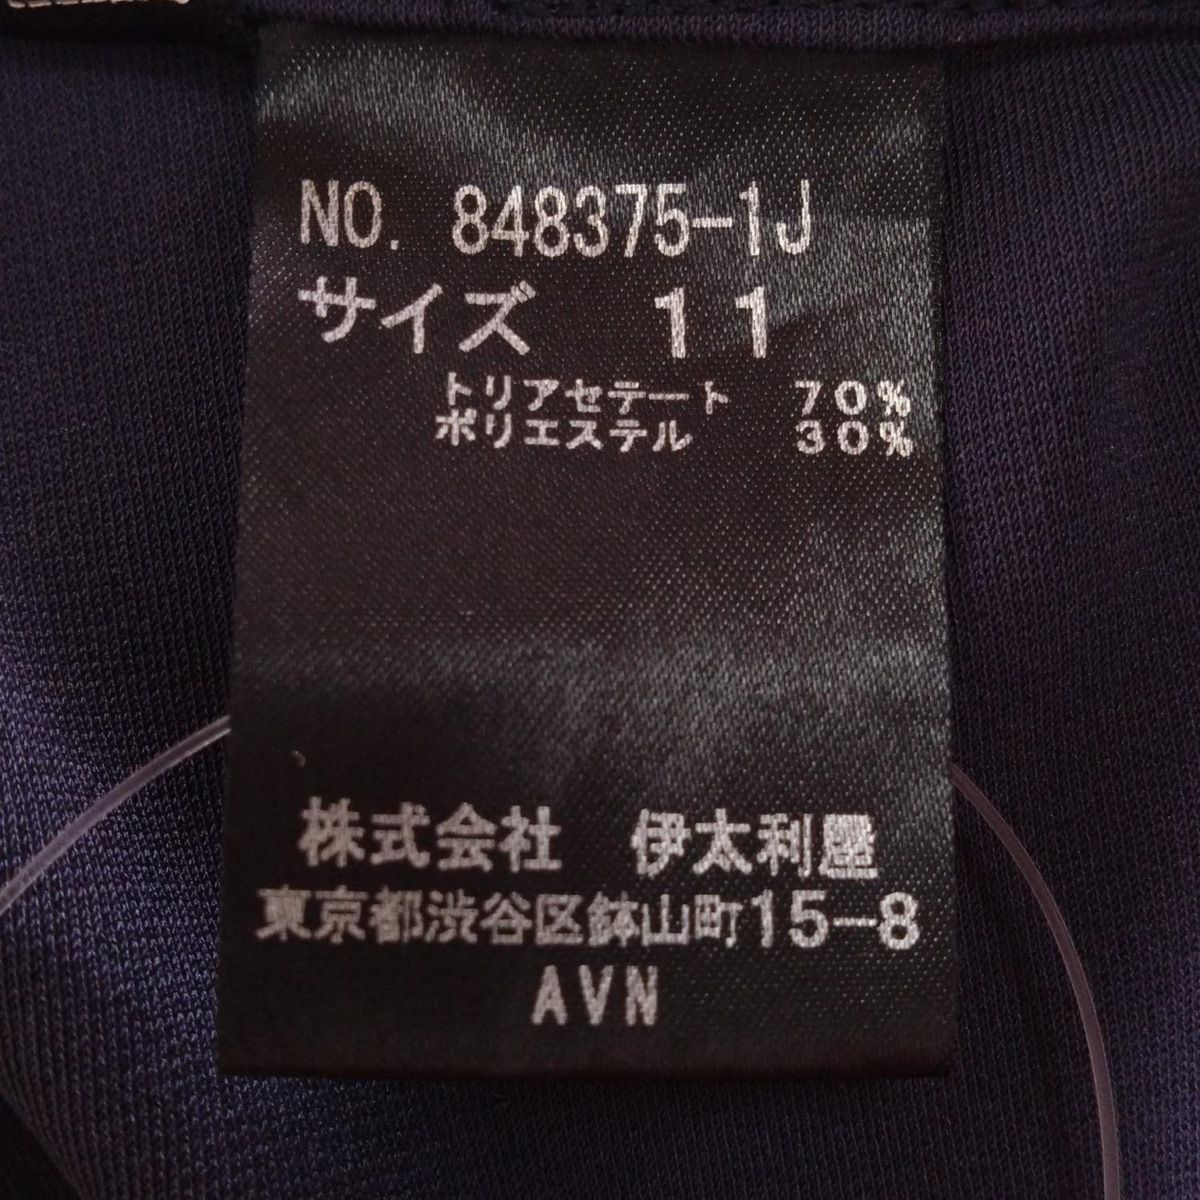 NO. 848375-1J
サイズ 11
トリアセテート 70%
ポリエステル 30%
株式会社 伊太利屋
東京都渋谷区鉢山町15-8
AVN